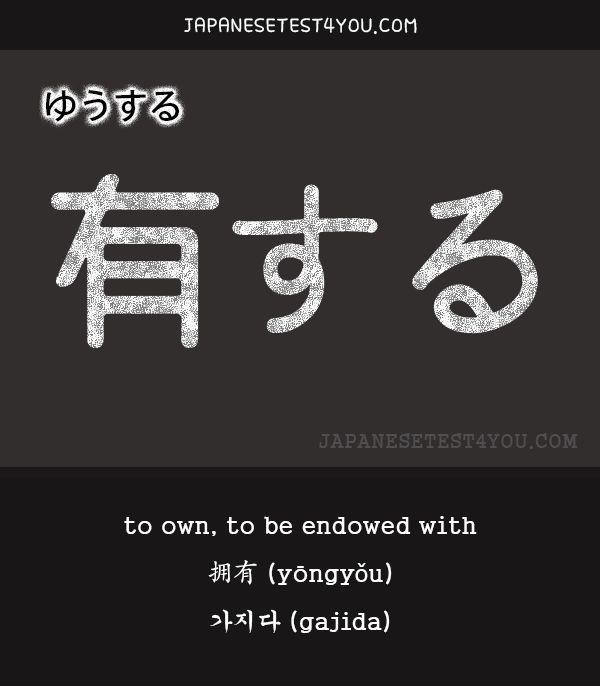 JAPANESETEST4YOU.COM
ゆうする
有する
JAPANESETEST4YOU.COM
to own, to be endowed with
拥有 (yōngyǒu)
가지다 (gajida)